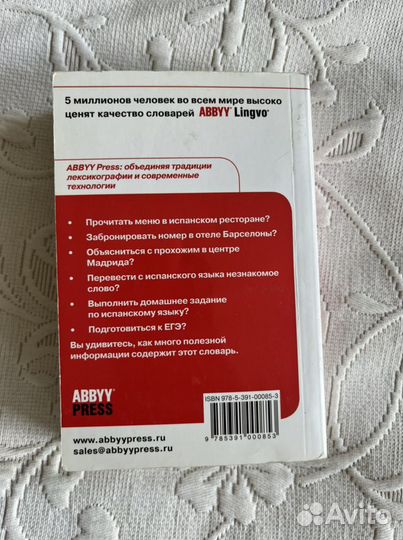 5 миллионов человек во всем мире высоко
ценят качество словарей ABBYY® Lingvo®
ABBYY Press: объединяя традиции
лексикографии и современные
технологии
• Прочитать меню в испанском ресторане?
• Забронировать номер в отеле Барселоны?
• Объясниться с прохожим в центре
Мадрида?
• Перевести с испанского языка незнакомое
слово?
• Выполнить домашнее задание
по испанскому языку?
• Подготовиться к ЕГЭ?
Вы удивитесь, как много полезной
информации содержит этот словарь.
ABBYY®
PRESS
www.abbyypress.ru
sales@abbyypress.ru
ISBN 978-5-391-00085-3
9 785391 000853
Avito